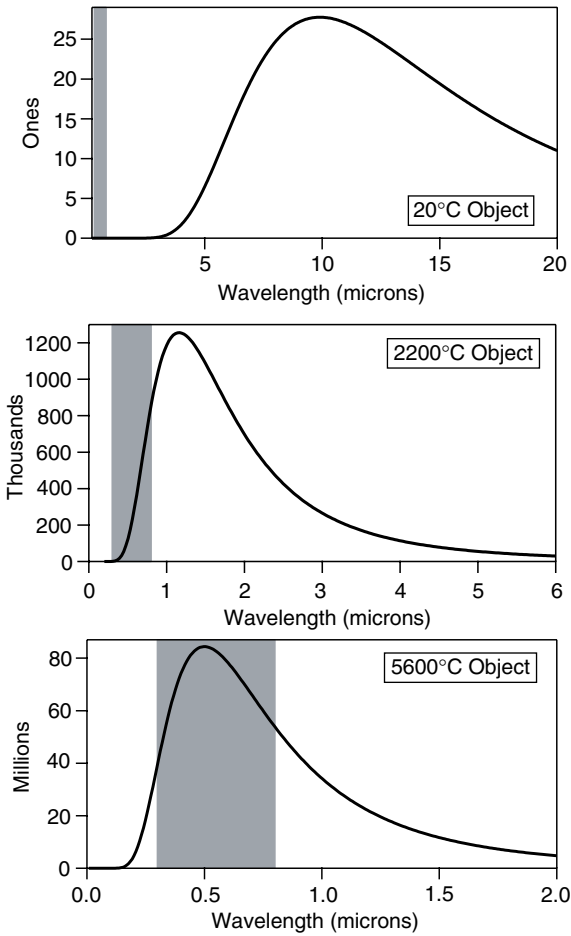 25
20
15
10
5
0
Ones
20°C Object
5 10 15 20
Wavelength (microns)
1200
1000
800
600
400
200
0
Thousands
2200°C Object
0 1 2 3 4 5 6
Wavelength (microns)
80
60
40
20
0
Millions
5600°C Object
0.0 0.5 1.0 1.5 2.0
Wavelength (microns)